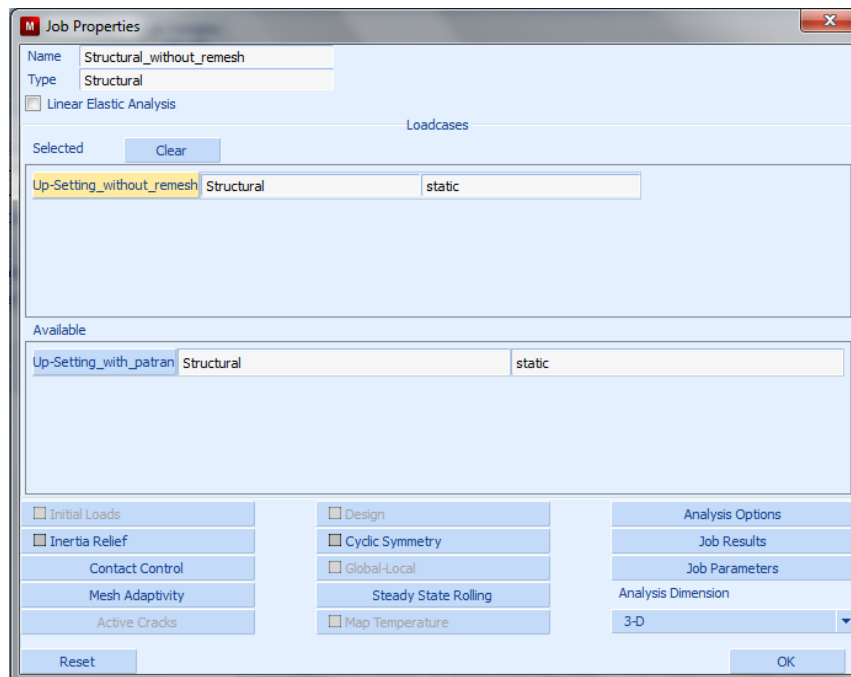 M Job Properties
Name Structural_without_remesh
Type Structural
Linear Elastic Analysis
Loadcases
Selected Clear
Up-Setting_without_remesh Structural static
Available
Up-Setting_with_patran Structural static
Initial Loads Design Analysis Options
Inertia Relief Cyclic Symmetry Job Results
Contact Control Global-Local Job Parameters
Mesh Adaptivity Steady State Rolling Analysis Dimension
Active Cracks Map Temperature 3-D
Reset OK